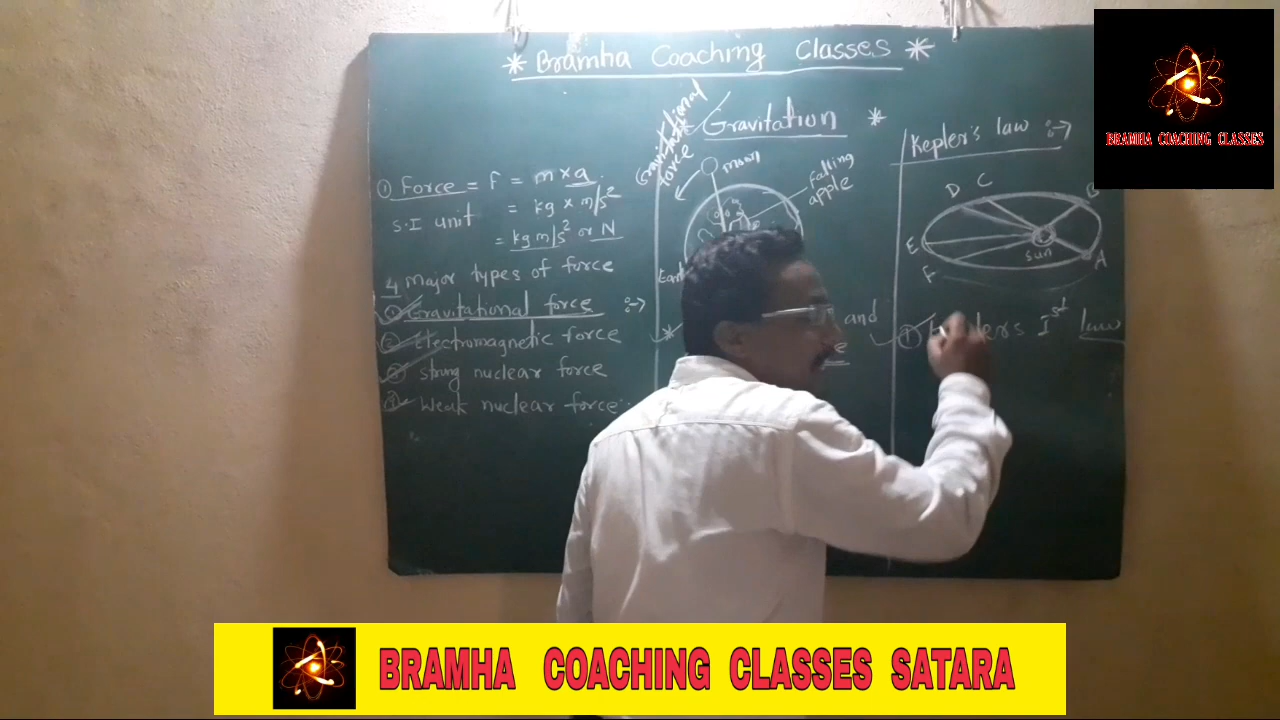 * Bramha Coaching Classes *
Gravitation *
① Force = F = m × a
S.I unit = kg × m/s²
= kg m/s² or N
4 major types of force
① Gravitational force :→
② Electromagnetic force
③ strong nuclear force
④ Weak nuclear force
Gravitational
force
moon
falling
apple
*
and
Kepler's law :→
D C B
E sun A
F
① Keplers Iˢᵗ law
BRAMHA COACHING CLASSES
BRAMHA COACHING CLASSES SATARA